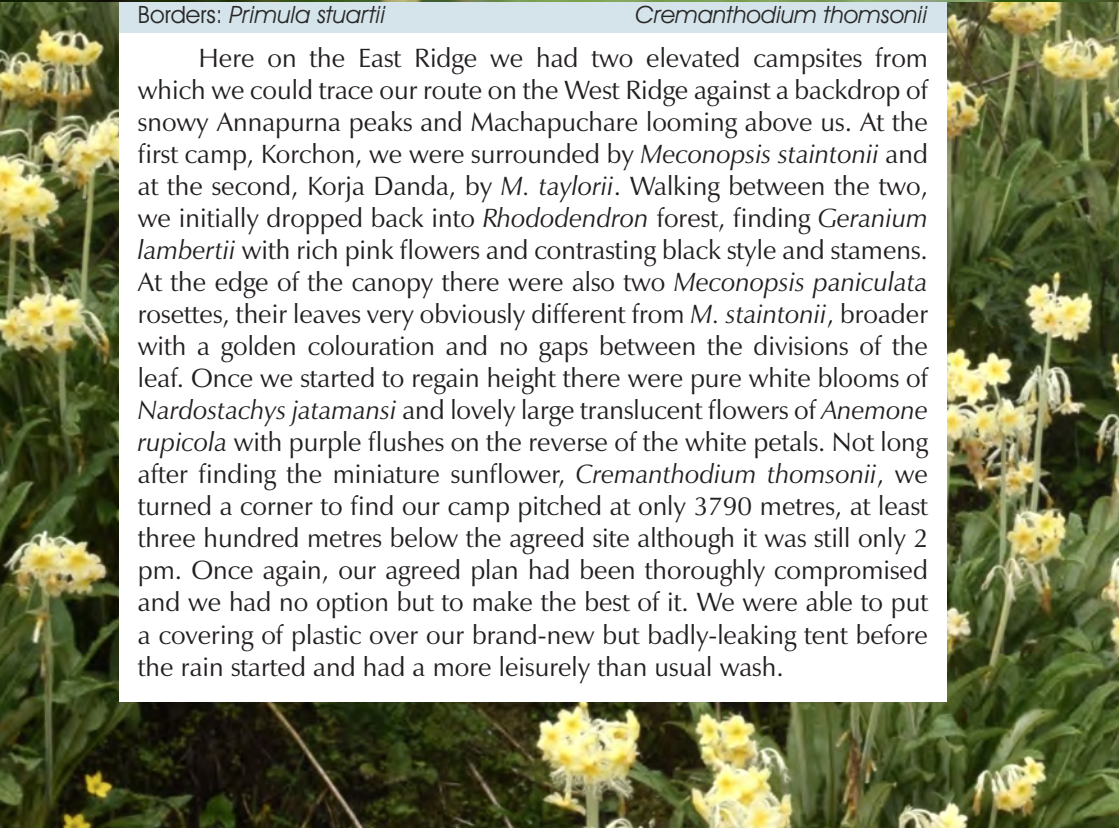 Borders: Primula stuartii Cremanthodium thomsonii
Here on the East Ridge we had two elevated campsites from
which we could trace our route on the West Ridge against a backdrop of
snowy Annapurna peaks and Machapuchare looming above us. At the
first camp, Korchon, we were surrounded by Meconopsis staintonii and
at the second, Korja Danda, by M. taylorii. Walking between the two,
we initially dropped back into Rhododendron forest, finding Geranium
lambertii with rich pink flowers and contrasting black style and stamens.
At the edge of the canopy there were also two Meconopsis paniculata
rosettes, their leaves very obviously different from M. staintonii, broader
with a golden colouration and no gaps between the divisions of the
leaf. Once we started to regain height there were pure white blooms of
Nardostachys jatamansi and lovely large translucent flowers of Anemone
rupicola with purple flushes on the reverse of the white petals. Not long
after finding the miniature sunflower, Cremanthodium thomsonii, we
turned a corner to find our camp pitched at only 3790 metres, at least
three hundred metres below the agreed site although it was still only 2
pm. Once again, our agreed plan had been thoroughly compromised
and we had no option but to make the best of it. We were able to put
a covering of plastic over our brand-new but badly-leaking tent before
the rain started and had a more leisurely than usual wash.